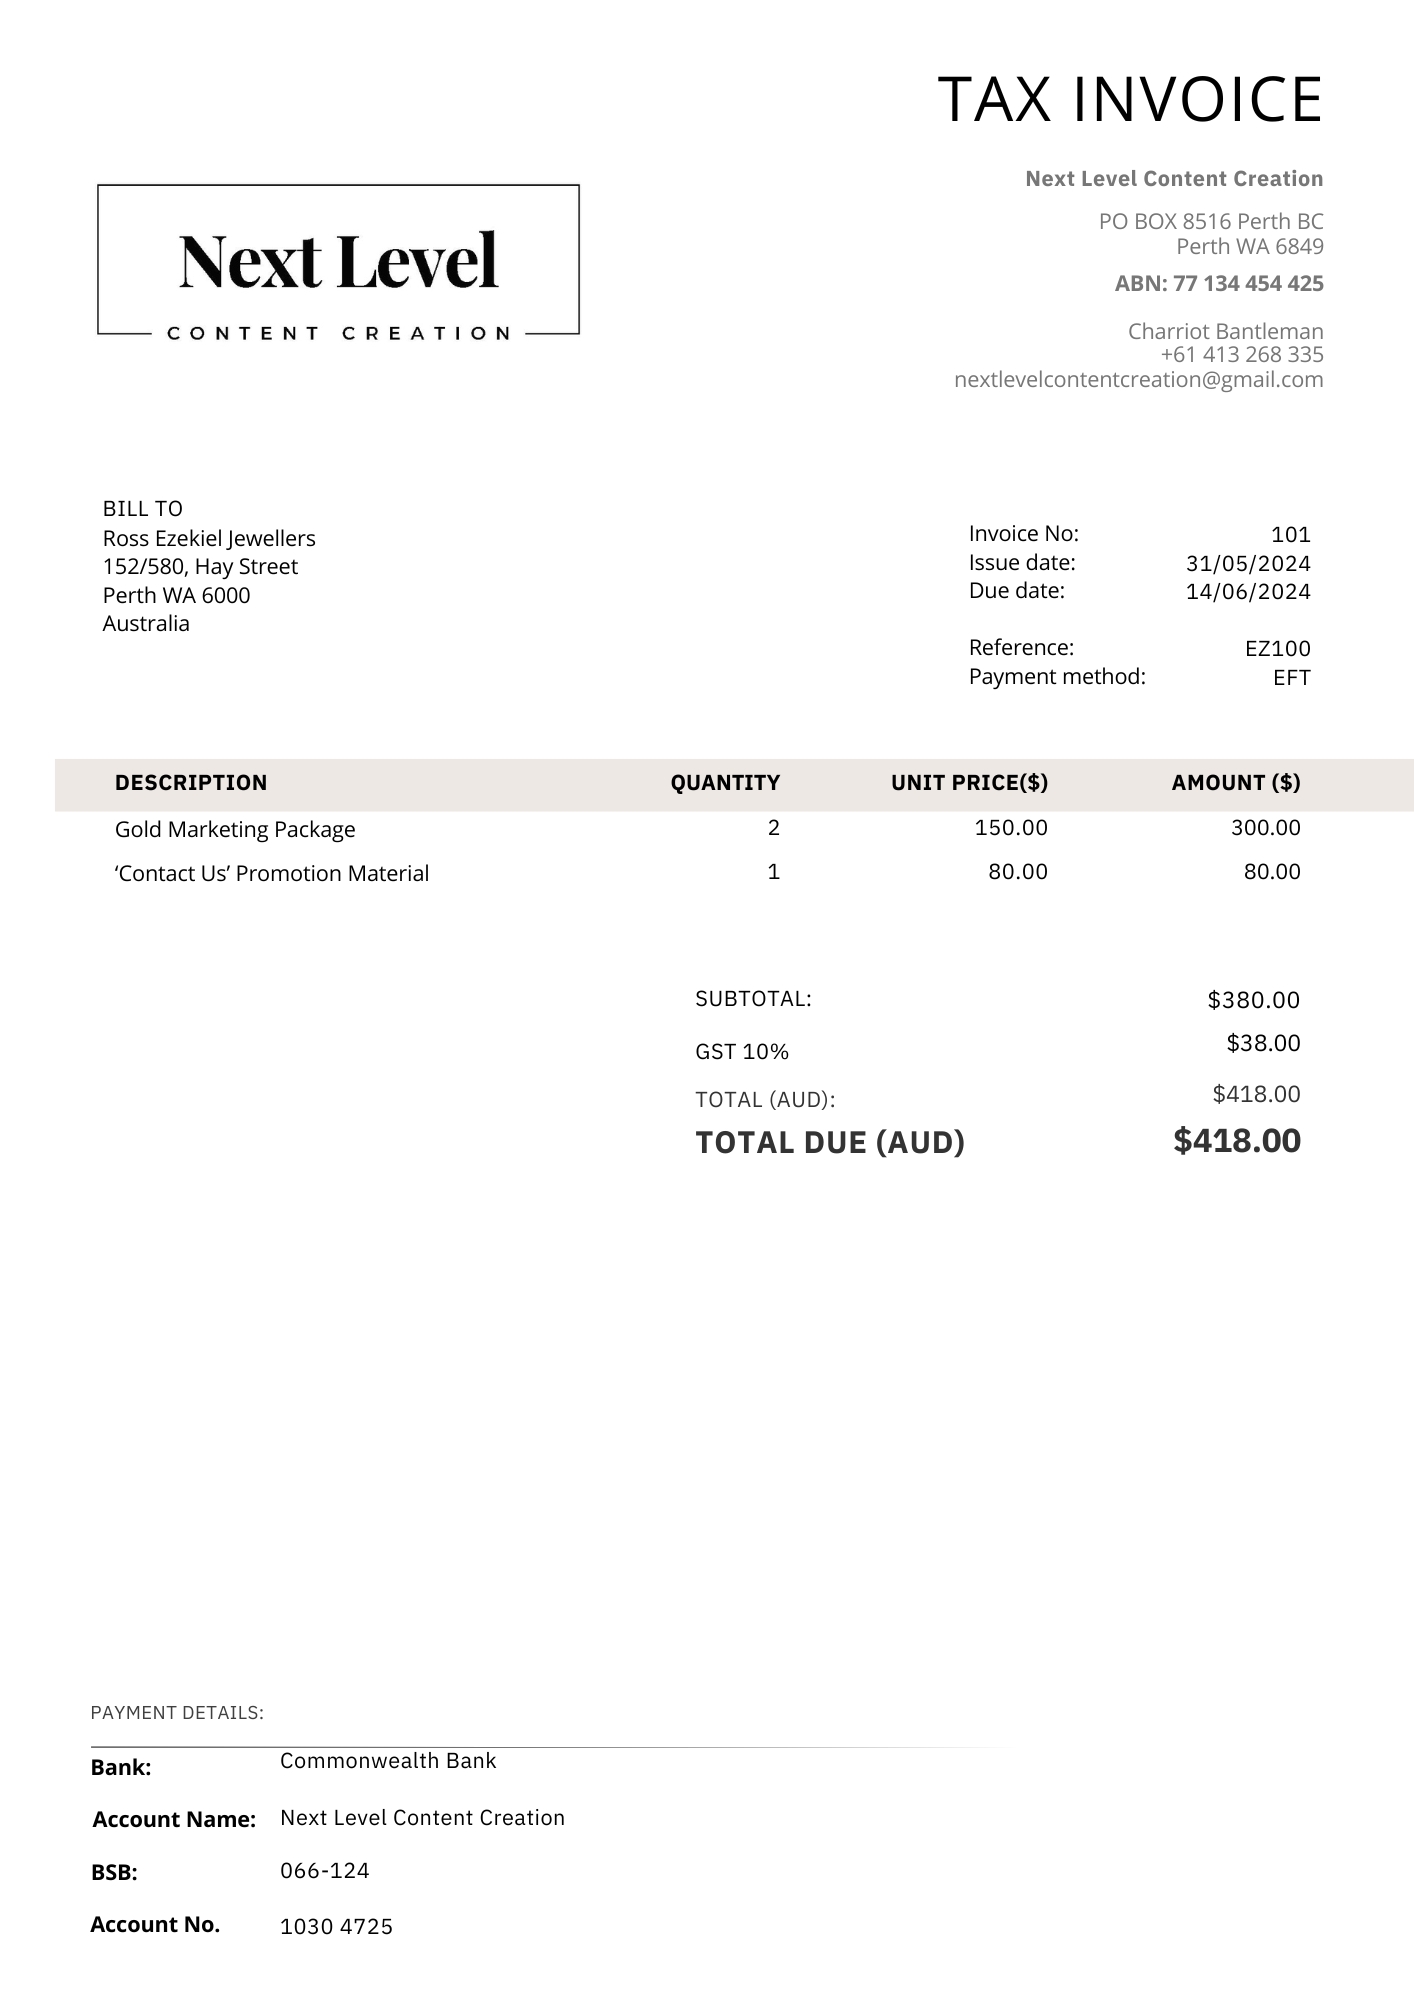 TAX INVOICE
Next Level
CONTENT CREATION
Next Level Content Creation
PO BOX 8516 Perth BC
Perth WA 6849
ABN: 77 134 454 425
Charriot Bantleman
+61 413 268 335
nextlevelcontentcreation@gmail.com
BILL TO
Ross Ezekiel Jewellers
152/580, Hay Street
Perth WA 6000
Australia
Invoice No: 101
Issue date: 31/05/2024
Due date: 14/06/2024
Reference: EZ100
Payment method: EFT
DESCRIPTION QUANTITY UNIT PRICE($) AMOUNT ($)
Gold Marketing Package 2 150.00 300.00
‘Contact Us’ Promotion Material 1 80.00 80.00
SUBTOTAL: $380.00
GST 10% $38.00
TOTAL (AUD): $418.00
TOTAL DUE (AUD) $418.00
PAYMENT DETAILS:
Bank: Commonwealth Bank
Account Name: Next Level Content Creation
BSB: 066-124
Account No. 1030 4725